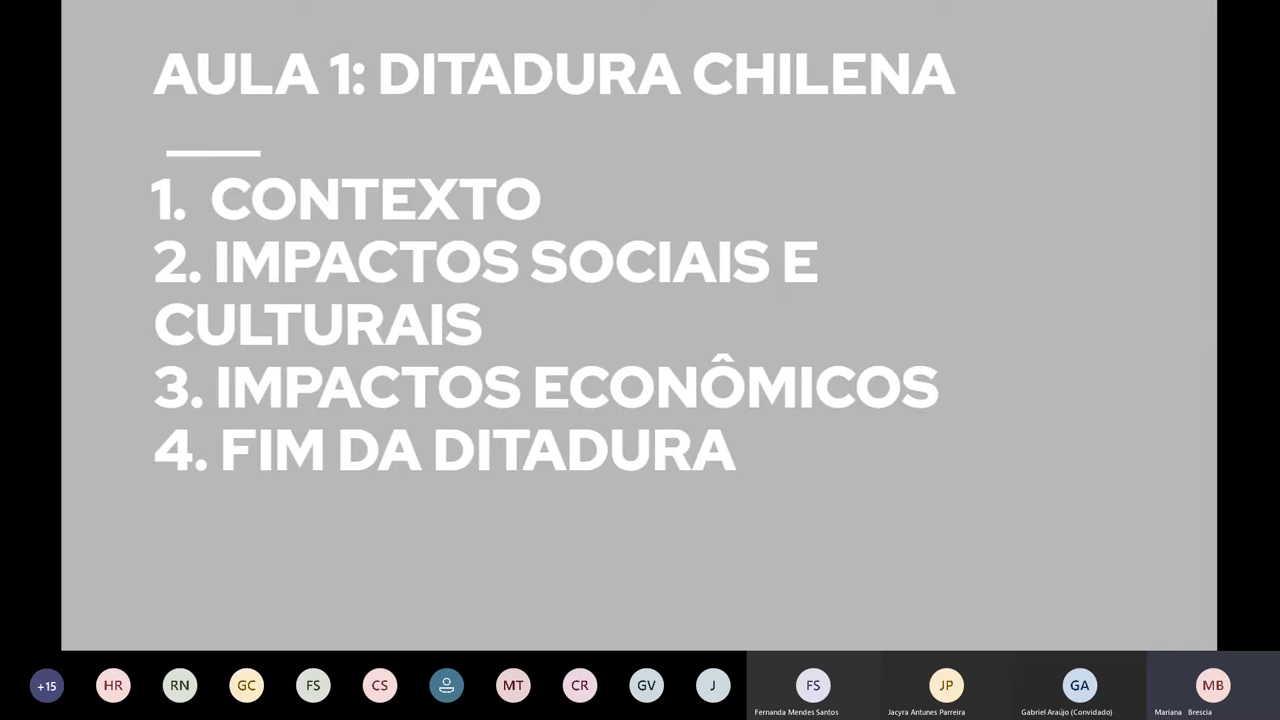 AULA 1: DITADURA CHILENA
1. CONTEXTO
2. IMPACTOS SOCIAIS E
CULTURAIS
3. IMPACTOS ECONÔMICOS
4. FIM DA DITADURA
+15 HR RN GC FS CS MT CR GV J FS JP GA MB
Fernanda Mendes Santos Jacyra Antunes Parreira Gabriel Araújo (Convidado) Mariana Brescia